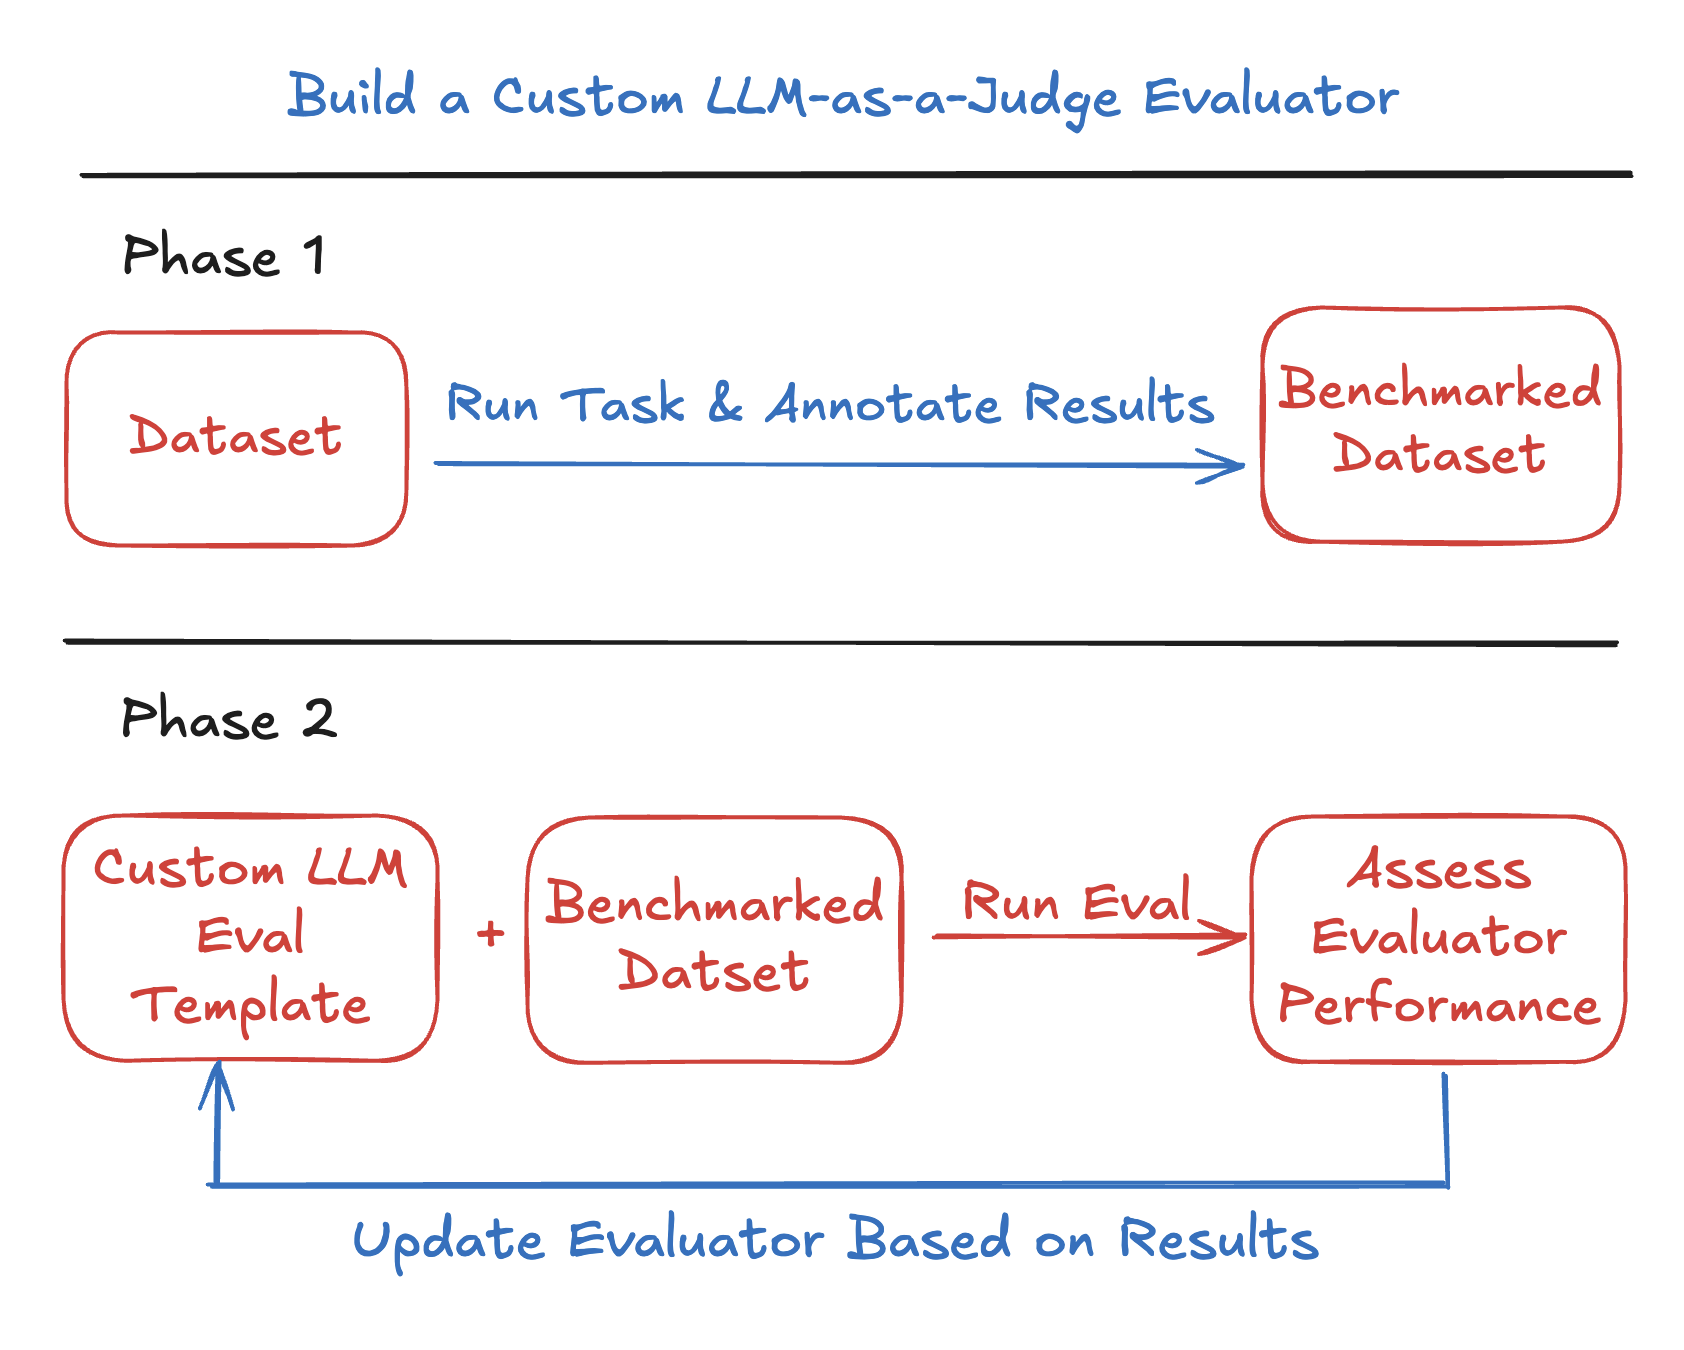 Build a Custom LLM-as-a-Judge Evaluator
Phase 1
Dataset
Run Task & Annotate Results
Benchmarked
Dataset
Phase 2
Custom LLM
Eval
Template
+
Benchmarked
Datset
Run Eval
Assess
Evaluator
Performance
Update Evaluator Based on Results